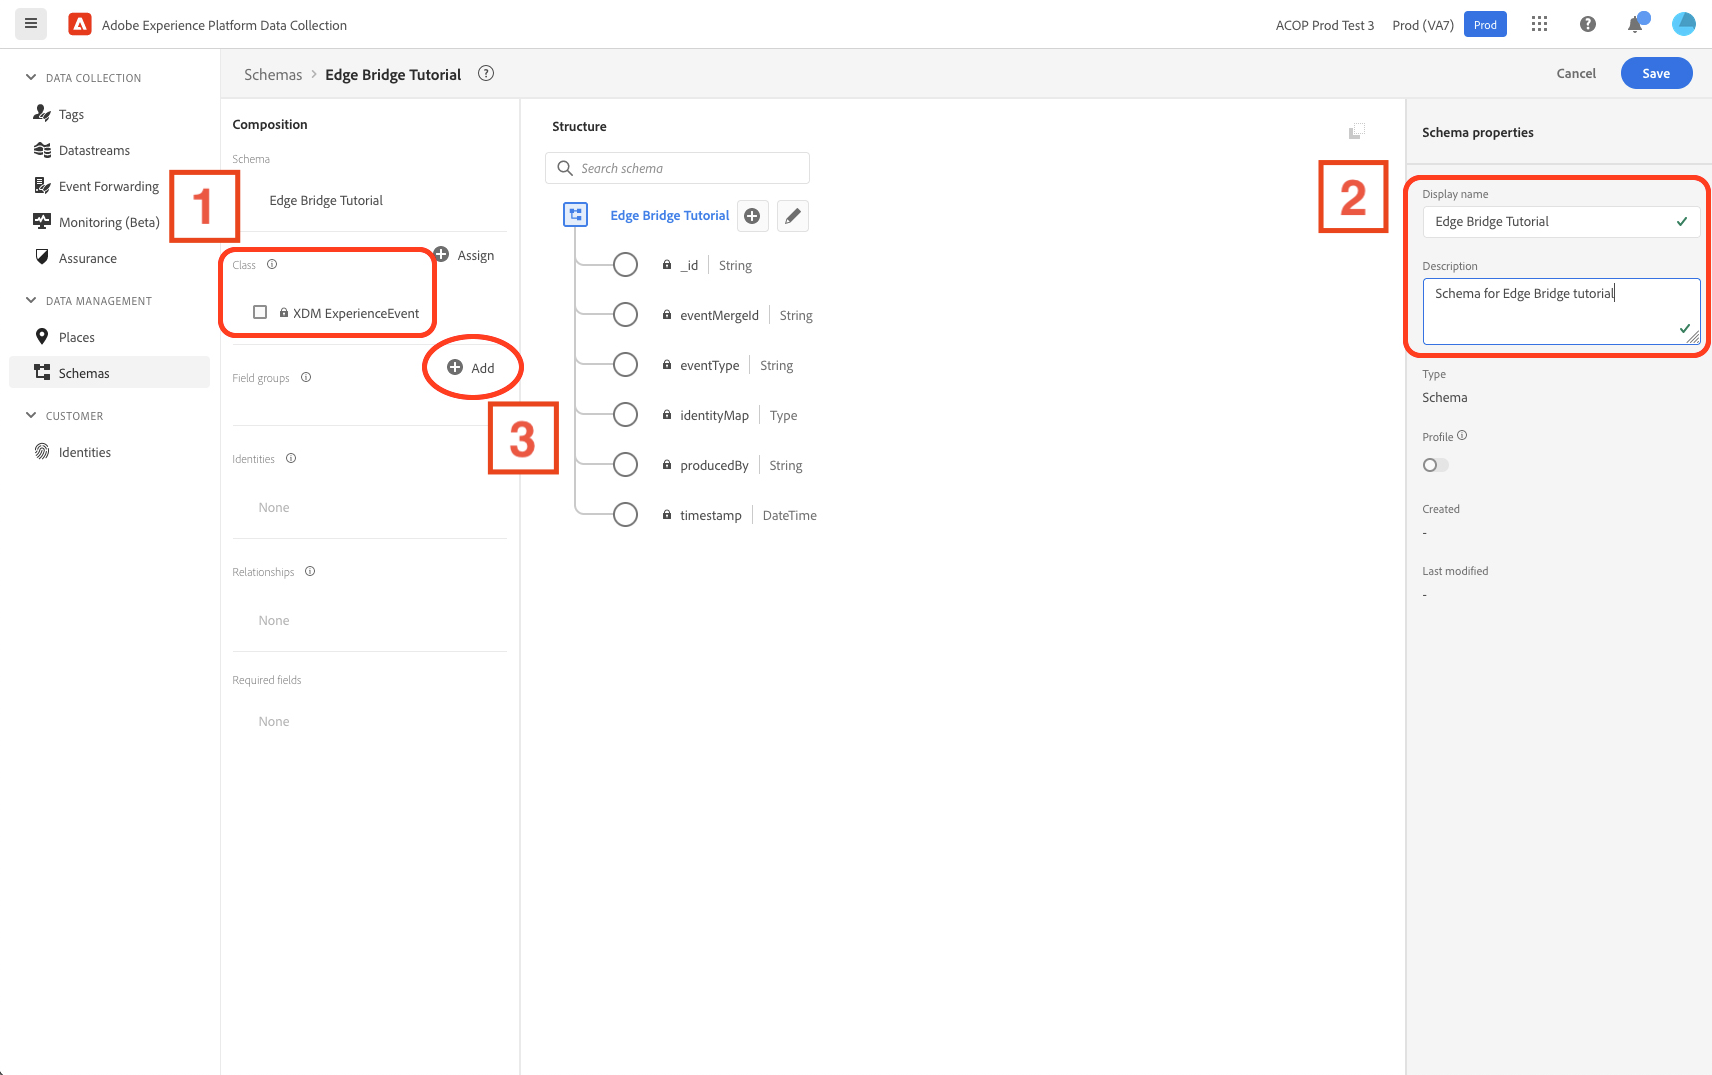 Adobe Experience Platform Data Collection
ACOP Prod Test 3
Prod (VA7)
Prod
DATA COLLECTION
Tags
Datastreams
Event Forwarding
Monitoring (Beta)
Assurance
DATA MANAGEMENT
Places
Schemas
CUSTOMER
Identities
Schemas > Edge Bridge Tutorial
Cancel
Save
Composition
Schema
Edge Bridge Tutorial
1
Class
Assign
XDM ExperienceEvent
Field groups
Add
3
Identities
None
Relationships
None
Required fields
None
Structure
Search schema
Edge Bridge Tutorial
_id String
eventMergeId String
eventType String
identityMap Type
producedBy String
timestamp DateTime
2
Schema properties
Display name
Edge Bridge Tutorial
Description
Schema for Edge Bridge tutorial
Type
Schema
Profile
Created
-
Last modified
-